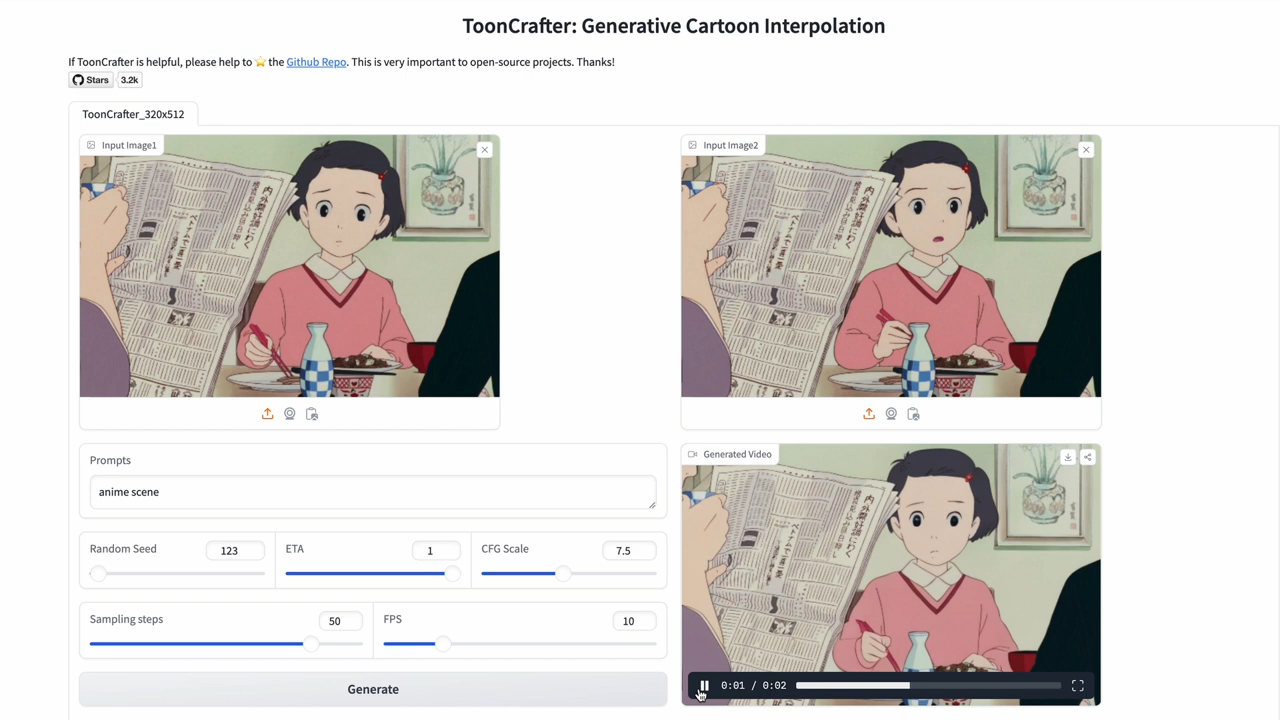 ToonCrafter: Generative Cartoon Interpolation
If ToonCrafter is helpful, please help to ⭐ the Github Repo. This is very important to open-source projects. Thanks!
Stars 3.2k
ToonCrafter_320x512
Input Image1
Input Image2
Prompts
anime scene
Generated Video
Random Seed 123
ETA 1
CFG Scale 7.5
Sampling steps 50
FPS 10
Generate
0:01 / 0:02